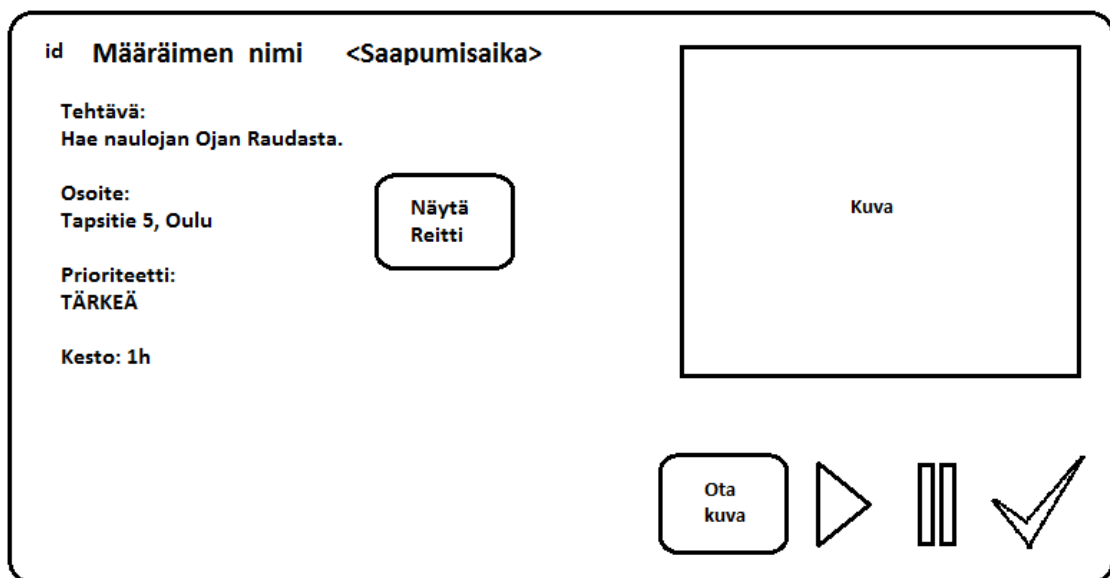 id Määräimen nimi <Saapumisaika>
Tehtävä:
Hae naulojan Ojan Raudasta.
Osoite:
Tapsitie 5, Oulu
Prioriteetti:
TÄRKEÄ
Kesto: 1h
Näytä
Reitti
Kuva
Ota
kuva